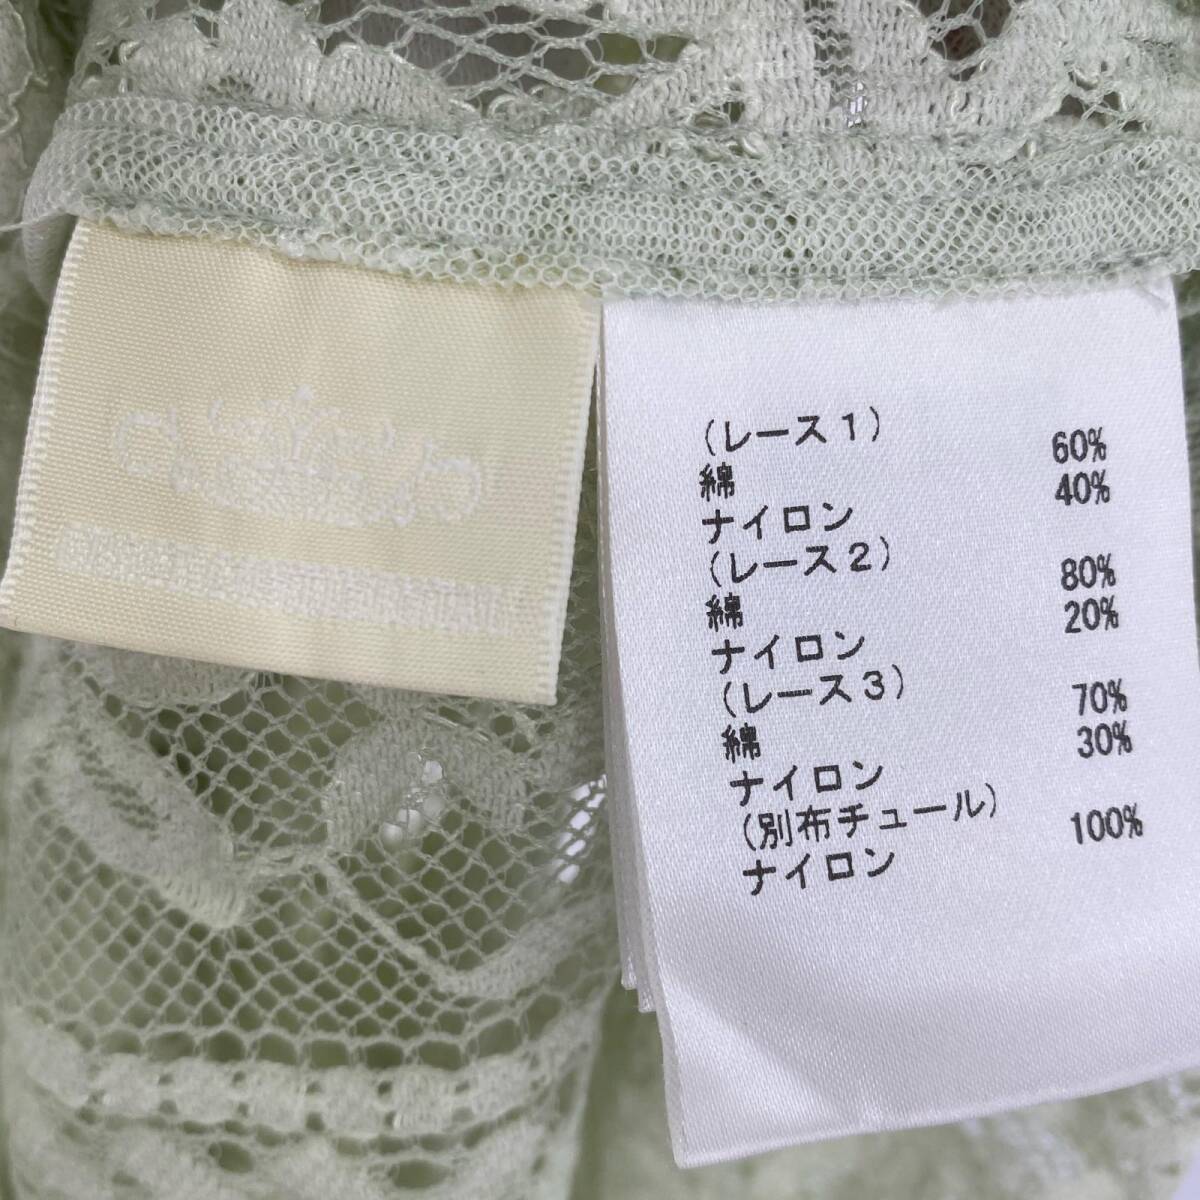 (レース1)
綿 60%
ナイロン 40%
(レース2)
綿 80%
ナイロン 20%
(レース3)
綿 70%
ナイロン 30%
(別布チュール)
ナイロン 100%